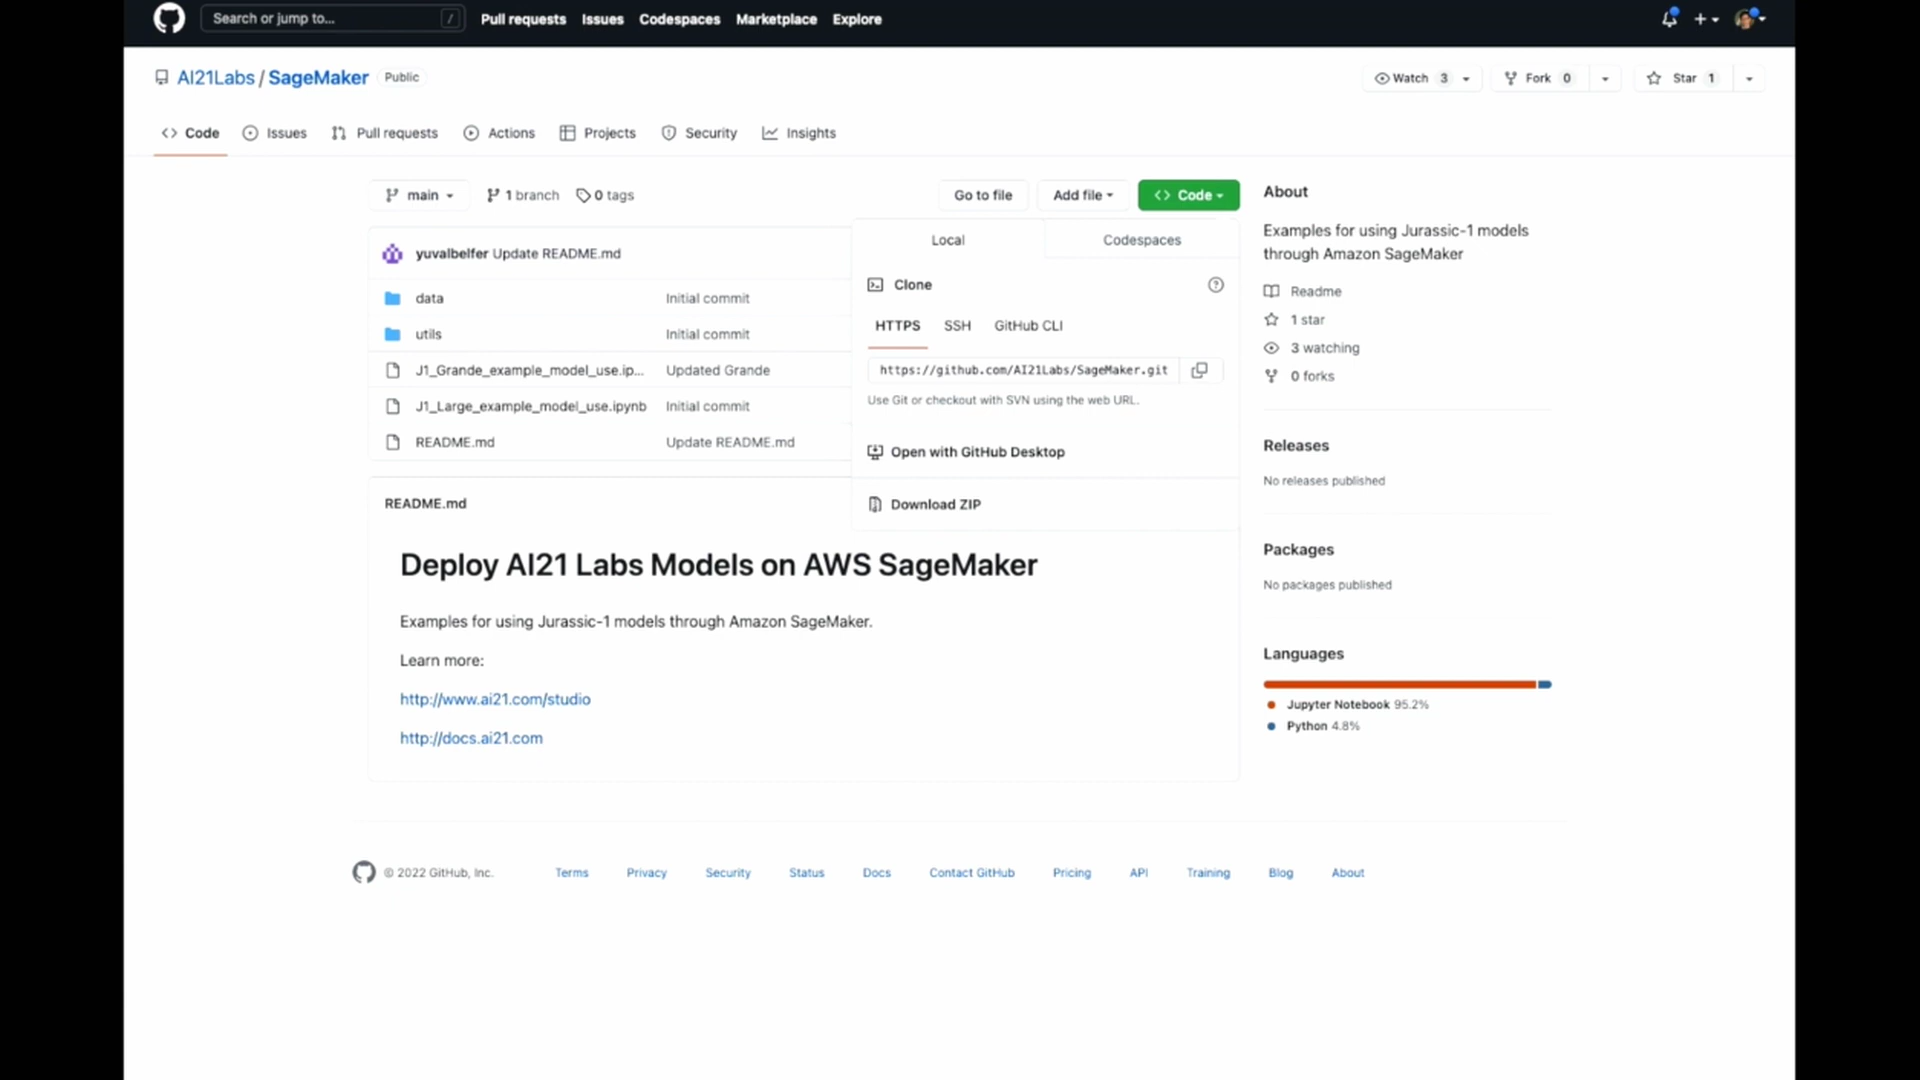 Search or jump to... /
Pull requests Issues Codespaces Marketplace Explore
AI21Labs / SageMaker Public
Watch 3 Fork 0 Star 1
Code Issues Pull requests Actions Projects Security Insights
main 1 branch 0 tags Go to file Add file Code
yuvalbelfer Update README.md
data Initial commit
utils Initial commit
J1_Grande_example_model_use.ip... Updated Grande
J1_Large_example_model_use.ipynb Initial commit
README.md Update README.md
Local Codespaces
Clone
HTTPS SSH GitHub CLI
https://github.com/AI21Labs/SageMaker.git
Use Git or checkout with SVN using the web URL.
Open with GitHub Desktop
Download ZIP
README.md
Deploy AI21 Labs Models on AWS SageMaker
Examples for using Jurassic-1 models through Amazon SageMaker.
Learn more:
http://www.ai21.com/studio
http://docs.ai21.com
About
Examples for using Jurassic-1 models
through Amazon SageMaker
Readme
1 star
3 watching
0 forks
Releases
No releases published
Packages
No packages published
Languages
Jupyter Notebook 95.2%
Python 4.8%
© 2022 GitHub, Inc. Terms Privacy Security Status Docs Contact GitHub Pricing API Training Blog About